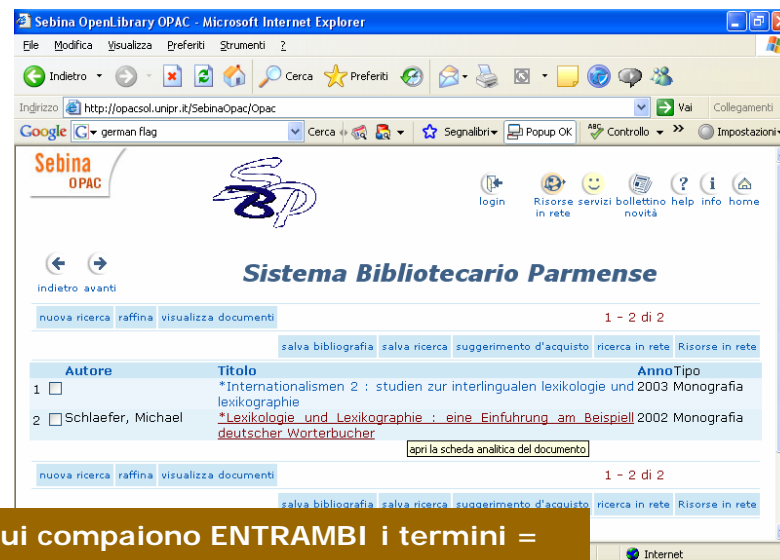 Sebina OpenLibrary OPAC - Microsoft Internet Explorer
File Modifica Visualizza Preferiti Strumenti ?
Indietro Cerca Preferiti
Indirizzo http://opacsol.unipr.it/SebinaOpac/Opac Vai Collegamenti
Google G german flag Cerca Segnalibri Popup OK ABC Controllo >> Impostazioni
Sebina
OPAC
SBP
login Risorse in rete servizi bollettino novità help info home
indietro avanti
Sistema Bibliotecario Parmense
nuova ricerca raffina visualizza documenti 1 - 2 di 2
salva bibliografia salva ricerca suggerimento d'acquisto ricerca in rete Risorse in rete
Autore Titolo Anno Tipo
1 *Internationalismen 2 : studien zur interlingualen lexikologie und 2003 Monografia
lexikographie
2 Schlaefer, Michael *Lexikologie und Lexikographie : eine Einfuhrung am Beispiell 2002 Monografia
deutscher Worterbucher
apri la scheda analitica del documento
nuova ricerca raffina visualizza documenti 1 - 2 di 2
salva bibliografia salva ricerca suggerimento d'acquisto ricerca in rete Risorse in rete
ui compaiono ENTRAMBI i termini =
Internet